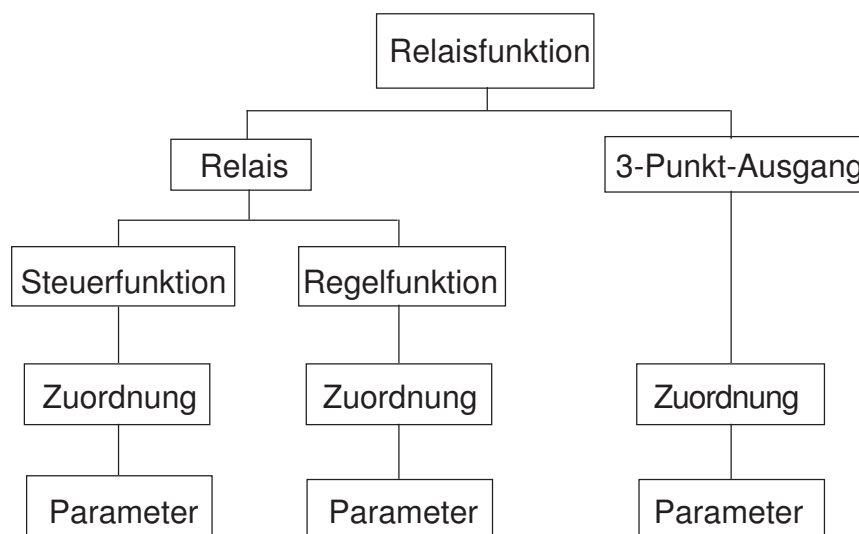 Relaisfunktion
Relais
3-Punkt-Ausgang
Steuerfunktion
Regelfunktion
Zuordnung
Zuordnung
Zuordnung
Parameter
Parameter
Parameter